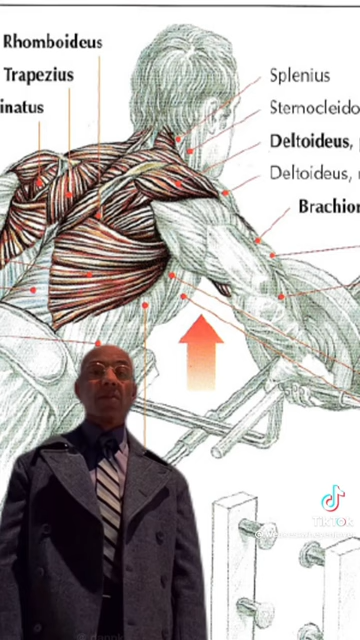 Rhomboideus
Trapezius
inatus
Splenius
Sternocleido
Deltoideus,
Deltoideus,
Brachior
TikTok